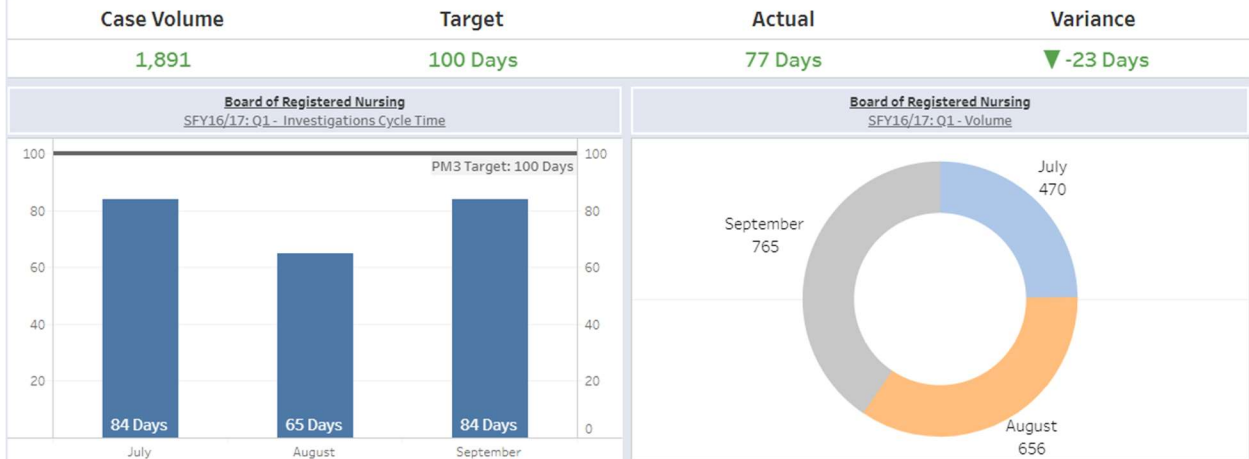 Case Volume Target Actual Variance
1,891 100 Days 77 Days ▼ -23 Days
Board of Registered Nursing
SFY16/17: Q1 - Investigations Cycle Time
100 100
PM3 Target: 100 Days
80 80
60 60
40 40
20 20
0
84 Days 65 Days 84 Days
July August September
Board of Registered Nursing
SFY16/17: Q1 - Volume
July
470
September
765
August
656